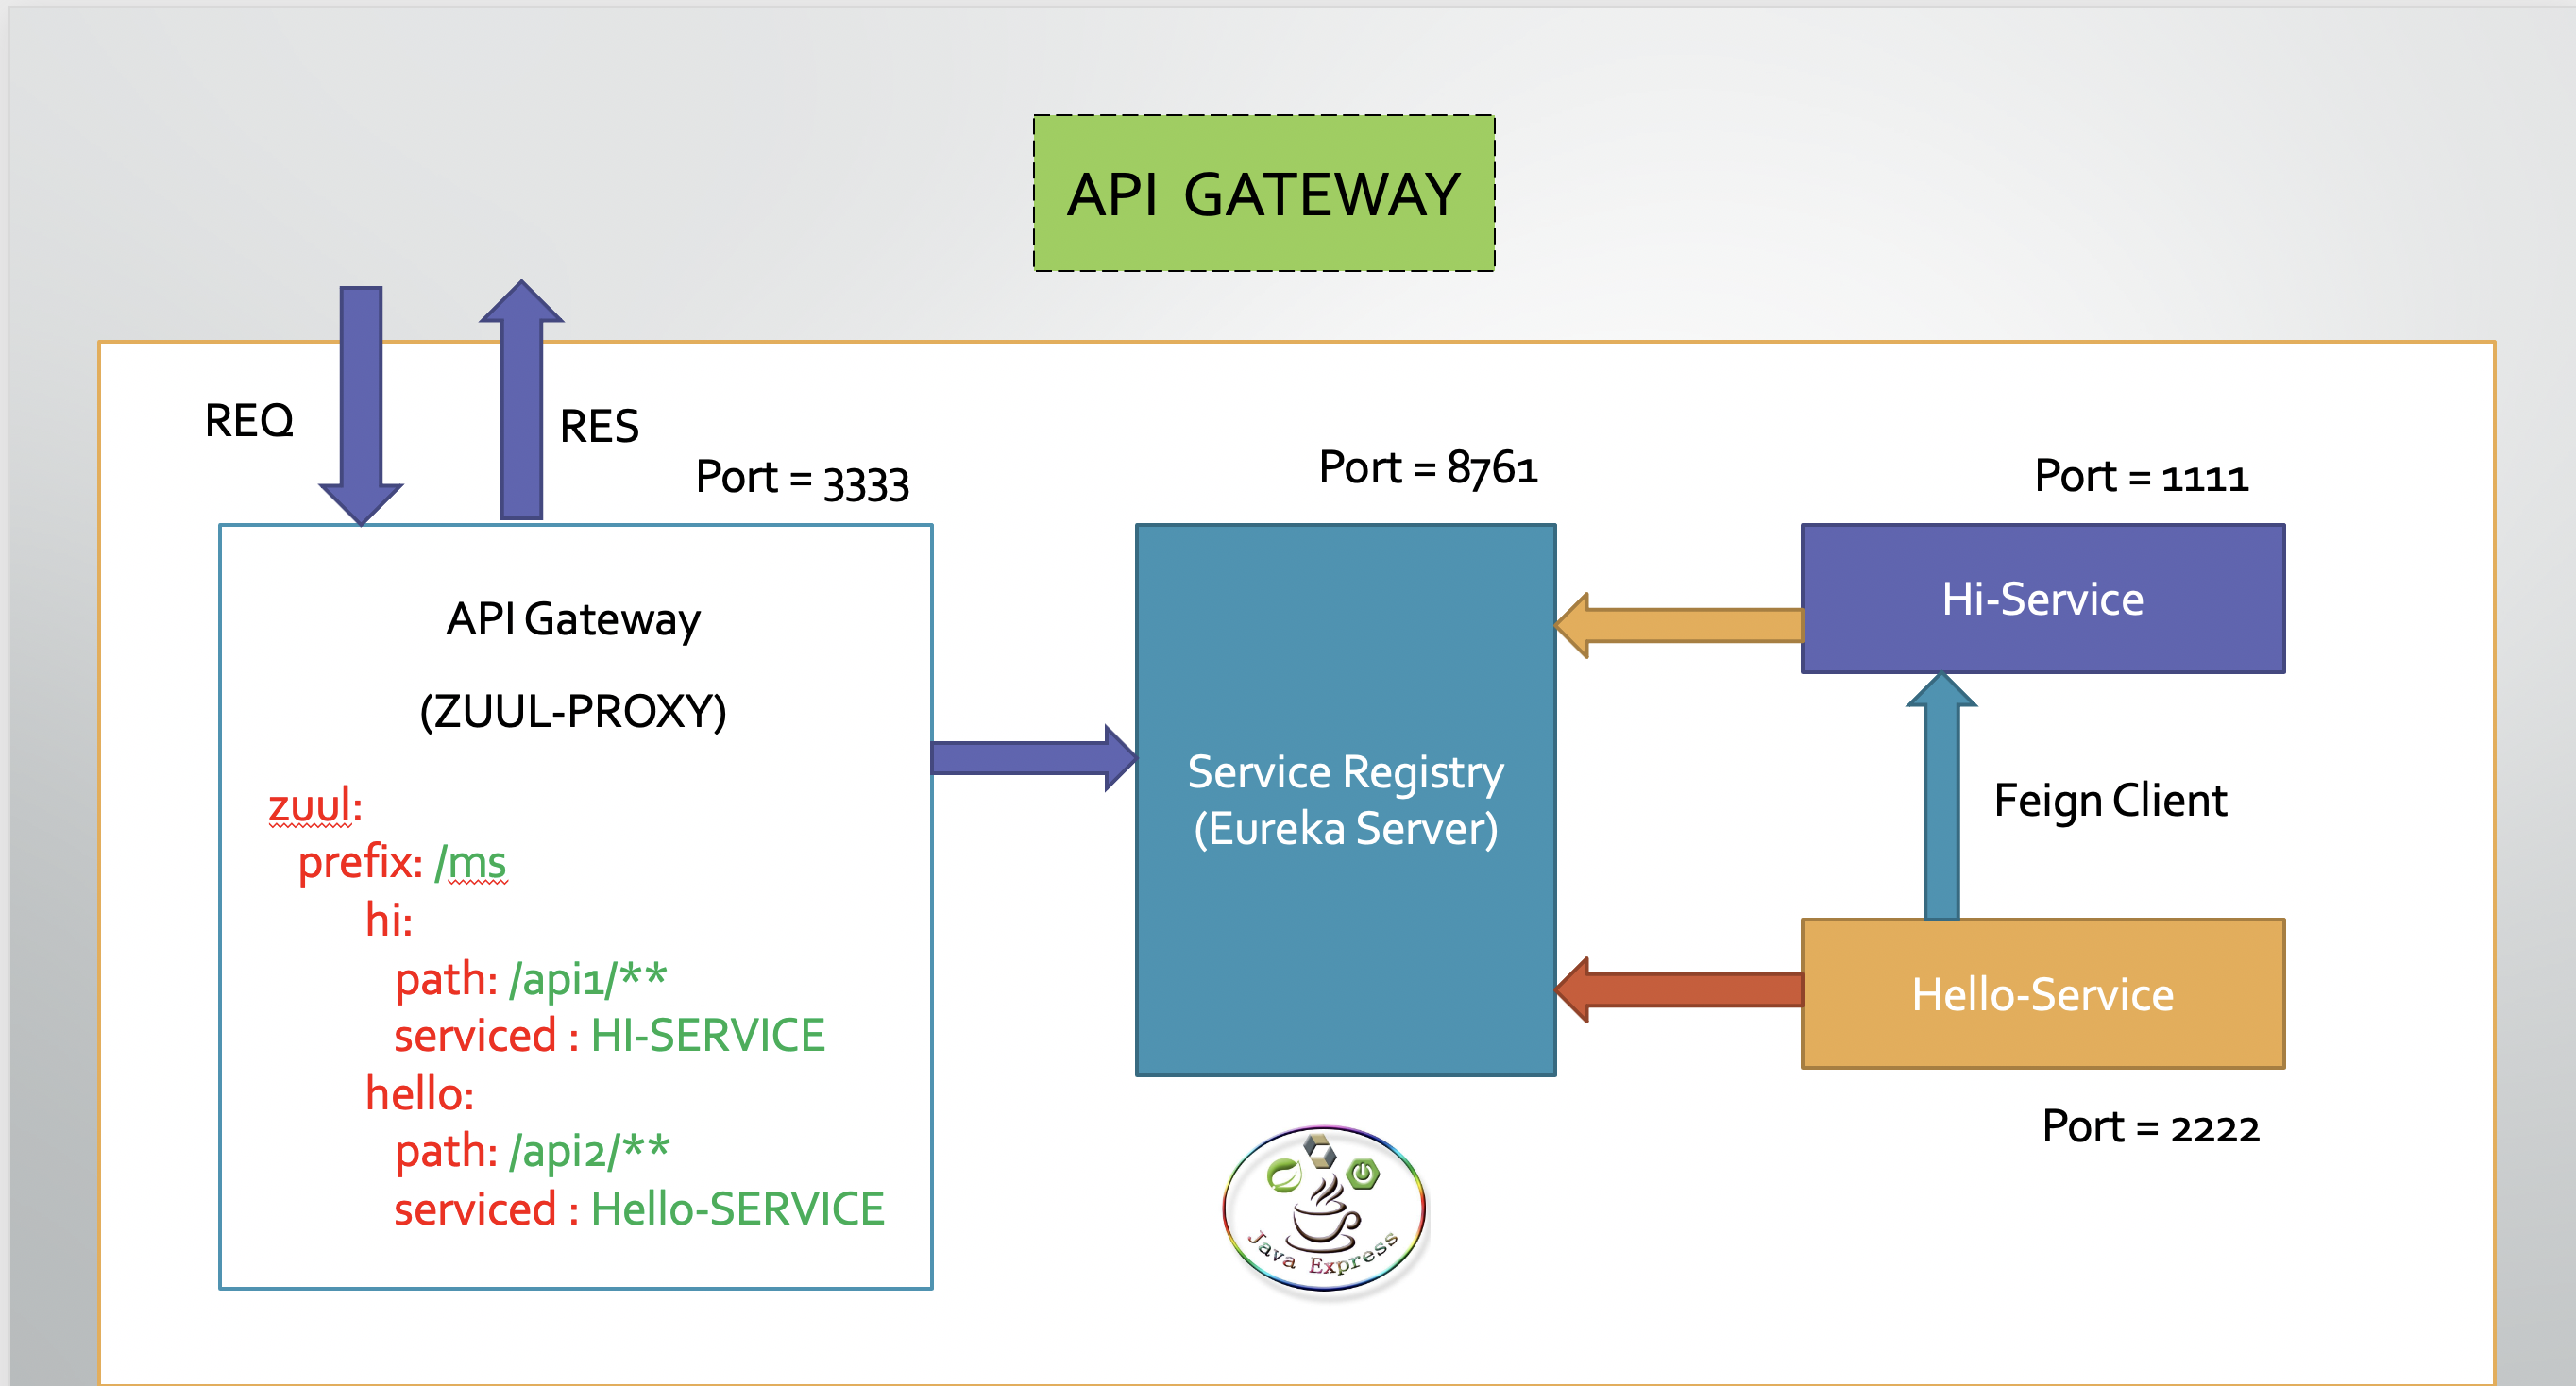 API GATEWAY
REQ
RES
Port = 3333
Port = 8761
Port = 1111
API Gateway
(ZUUL-PROXY)
zuul:
prefix: /ms
hi:
path: /api1/**
serviced : HI-SERVICE
hello:
path: /api2/**
serviced : Hello-SERVICE
Service Registry
(Eureka Server)
Hi-Service
Feign Client
Hello-Service
Port = 2222
Java Express